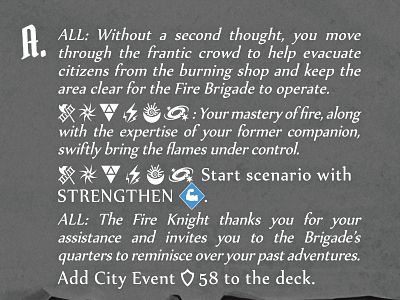 A.
ALL: Without a second thought, you move
through the frantic crowd to help evacuate
citizens from the burning shop and keep the
area clear for the Fire Brigade to operate.
: Your mastery of fire, along
with the expertise of your former companion,
swiftly bring the flames under control.
Start scenario with
STRENGTHEN .
ALL: The Fire Knight thanks you for your
assistance and invites you to the Brigade's
quarters to reminisce over your past adventures.
Add City Event 58 to the deck.